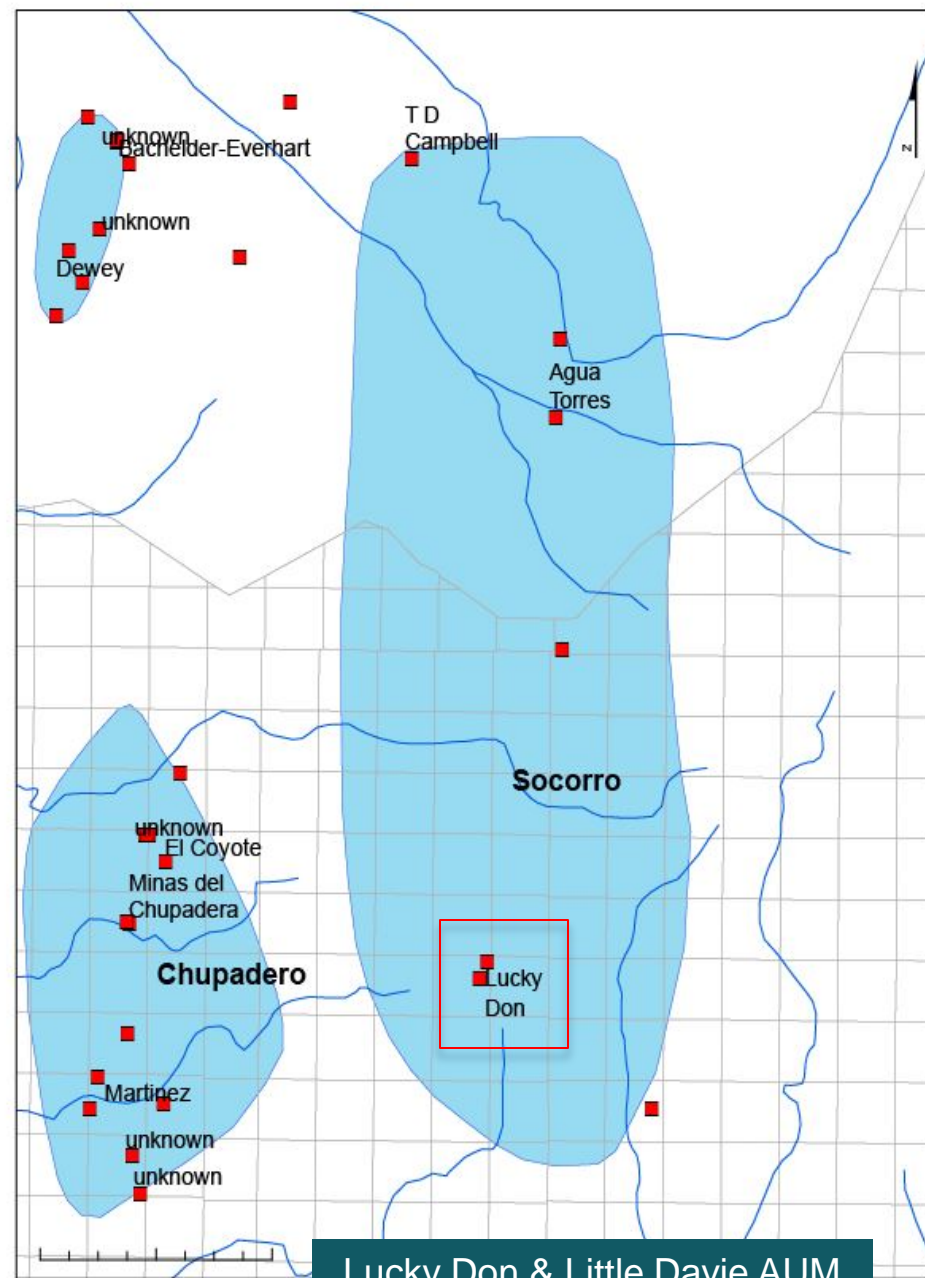 T D
Campbell
unknown
Bachelder-Everhart
N
unknown
Dewey
Agua
Torres
Socorro
unknown
El Coyote
Minas del
Chupadera
Chupadero
Lucky
Don
Martinez
unknown
unknown
Lucky Don & Little Davie AUM